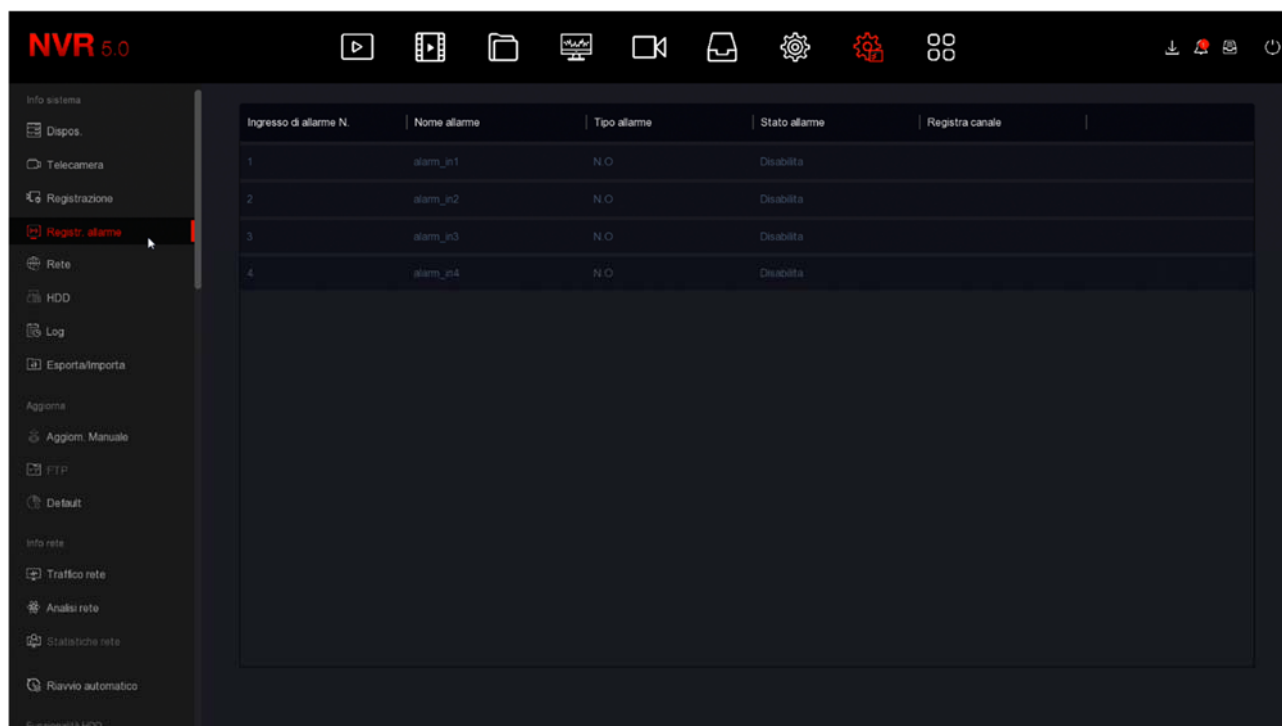 NVR 5.0
Info sistema
Dispos.
Telecamera
Registrazione
Registr. allarme
Rete
HDD
Log
Esporta/Importa
Aggiorna
Aggiorn. Manuale
FTP
Default
Info rete
Traffico rete
Analisi rete
Statistiche rete
Riavvio automatico
Funzionalità HDD
Ingresso di allarme N. Nome allarme Tipo allarme Stato allarme Registra canale
1 alarm_in1 N.O Disabilita
2 alarm_in2 N.O Disabilita
3 alarm_in3 N.O Disabilita
4 alarm_in4 N.O Disabilita